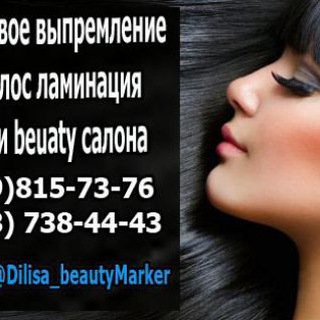 вое выпремление
лос ламинация
и beuaty салона
)815-73-76
) 738-44-43
@Dilisa_beautyMarker